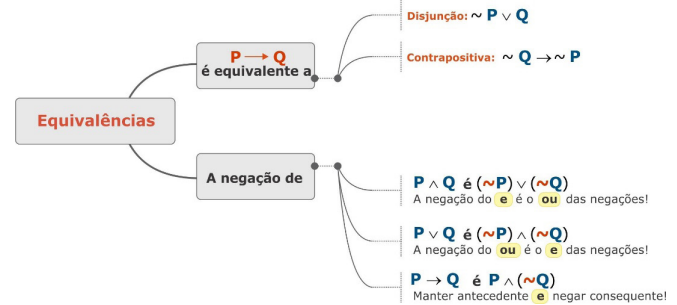 Equivalências
P → Q
é equivalente a
Disjunção: ~ P ∨ Q
Contrapositiva: ~ Q → ~ P
A negação de
P ∧ Q é (~P) ∨ (~Q)
A negação do e é o ou das negações!
P ∨ Q é (~P) ∧ (~Q)
A negação do ou é o e das negações!
P → Q é P ∧ (~Q)
Manter antecedente e negar consequente!